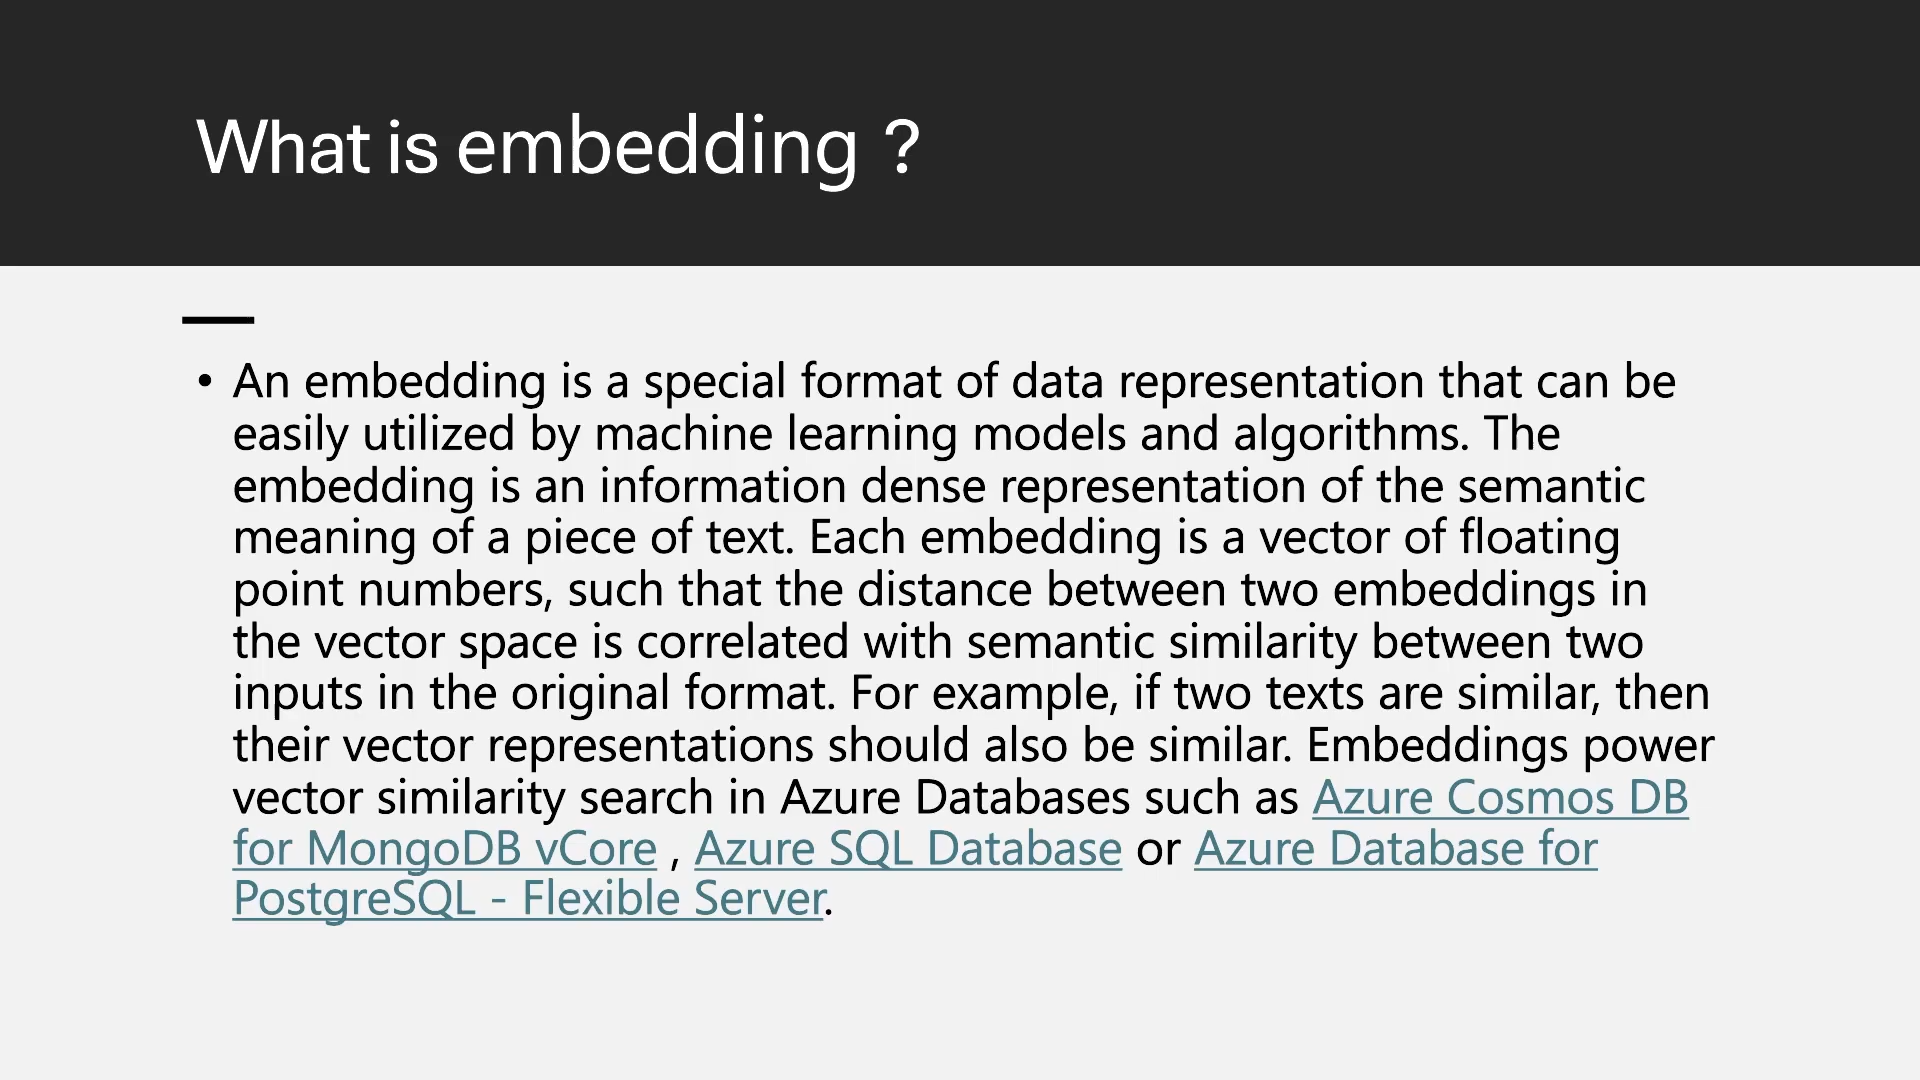 What is embedding ?
• An embedding is a special format of data representation that can be
easily utilized by machine learning models and algorithms. The
embedding is an information dense representation of the semantic
meaning of a piece of text. Each embedding is a vector of floating
point numbers, such that the distance between two embeddings in
the vector space is correlated with semantic similarity between two
inputs in the original format. For example, if two texts are similar, then
their vector representations should also be similar. Embeddings power
vector similarity search in Azure Databases such as Azure Cosmos DB
for MongoDB vCore , Azure SQL Database or Azure Database for
PostgreSQL - Flexible Server.